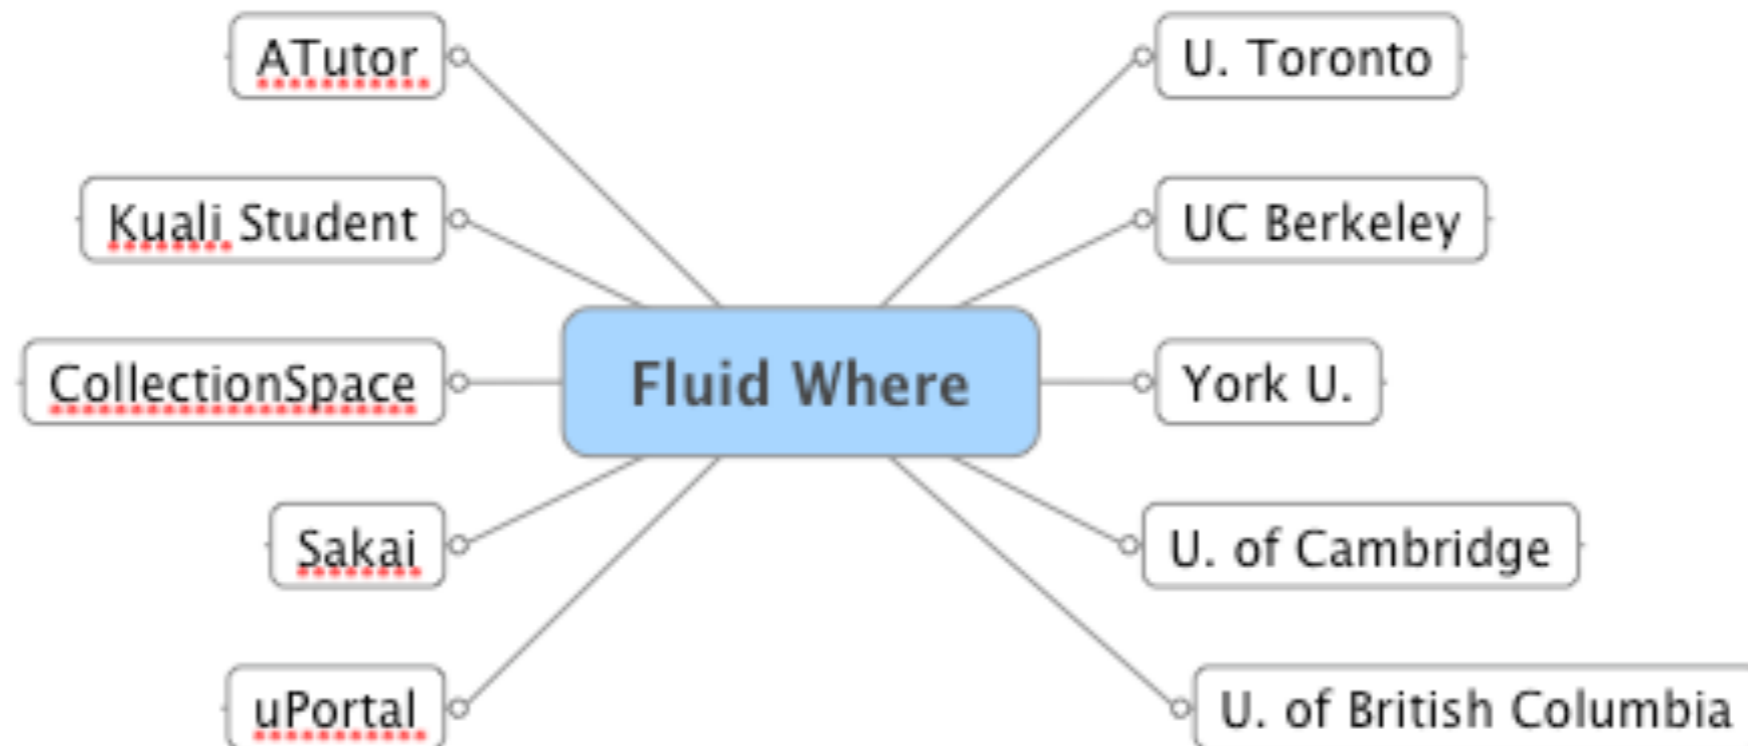 ATutor
Kuali Student
CollectionSpace
Sakai
uPortal
Fluid Where
U. Toronto
UC Berkeley
York U.
U. of Cambridge
U. of British Columbia